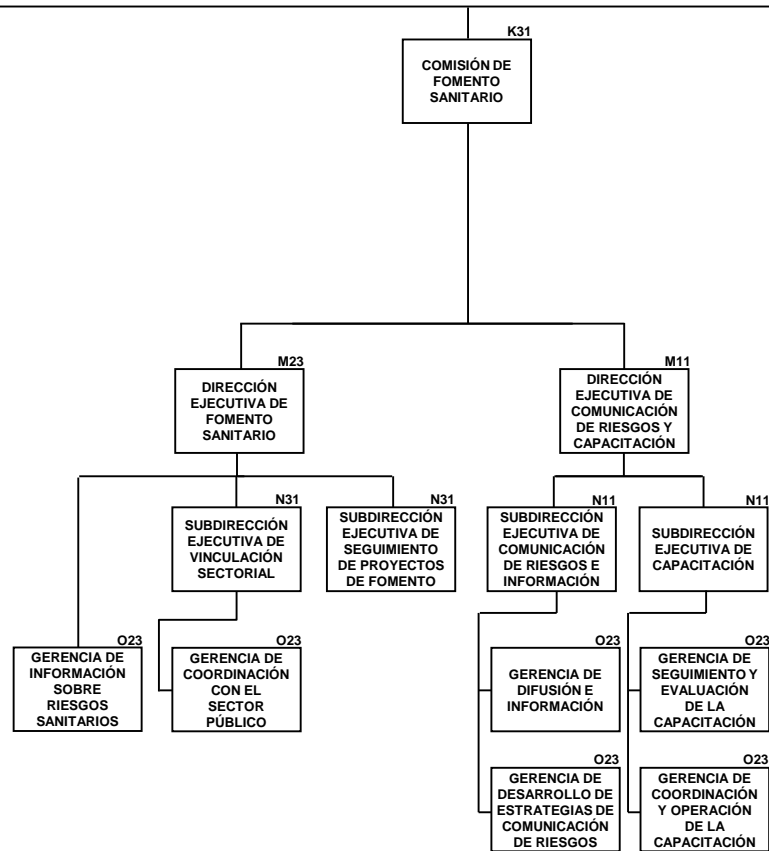 K31
COMISIÓN DE
FOMENTO
SANITARIO
M23
DIRECCIÓN
EJECUTIVA DE
FOMENTO
SANITARIO
M11
DIRECCIÓN
EJECUTIVA DE
COMUNICACIÓN
DE RIESGOS Y
CAPACITACIÓN
N31
SUBDIRECCIÓN
EJECUTIVA DE
VINCULACIÓN
SECTORIAL
N31
SUBDIRECCIÓN
EJECUTIVA DE
SEGUIMIENTO
DE PROYECTOS
DE FOMENTO
N11
SUBDIRECCIÓN
EJECUTIVA DE
COMUNICACIÓN
DE RIESGOS E
INFORMACIÓN
N11
SUBDIRECCIÓN
EJECUTIVA DE
CAPACITACIÓN
O23
GERENCIA DE
INFORMACIÓN
SOBRE
RIESGOS
SANITARIOS
O23
GERENCIA DE
COORDINACIÓN
CON EL
SECTOR
PÚBLICO
O23
GERENCIA DE
DIFUSIÓN E
INFORMACIÓN
O23
GERENCIA DE
SEGUIMIENTO Y
EVALUACIÓN
DE LA
CAPACITACIÓN
O23
GERENCIA DE
DESARROLLO DE
ESTRATEGIAS DE
COMUNICACIÓN
DE RIESGOS
O23
GERENCIA DE
COORDINACIÓN
Y OPERACIÓN
DE LA
CAPACITACIÓN